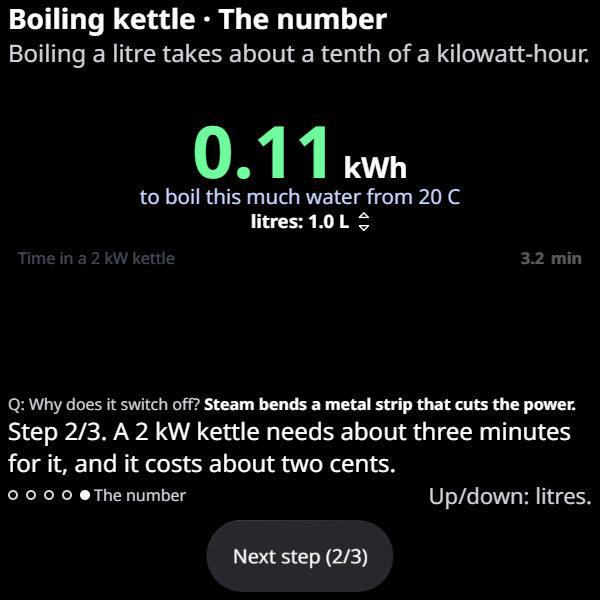 Boiling kettle · The number
Boiling a litre takes about a tenth of a kilowatt-hour.
0.11 kWh
to boil this much water from 20 C
litres: 1.0 L
Time in a 2 kW kettle 3.2 min
Q: Why does it switch off? Steam bends a metal strip that cuts the power.
Step 2/3. A 2 kW kettle needs about three minutes
for it, and it costs about two cents.
The number Up/down: litres.
Next step (2/3)